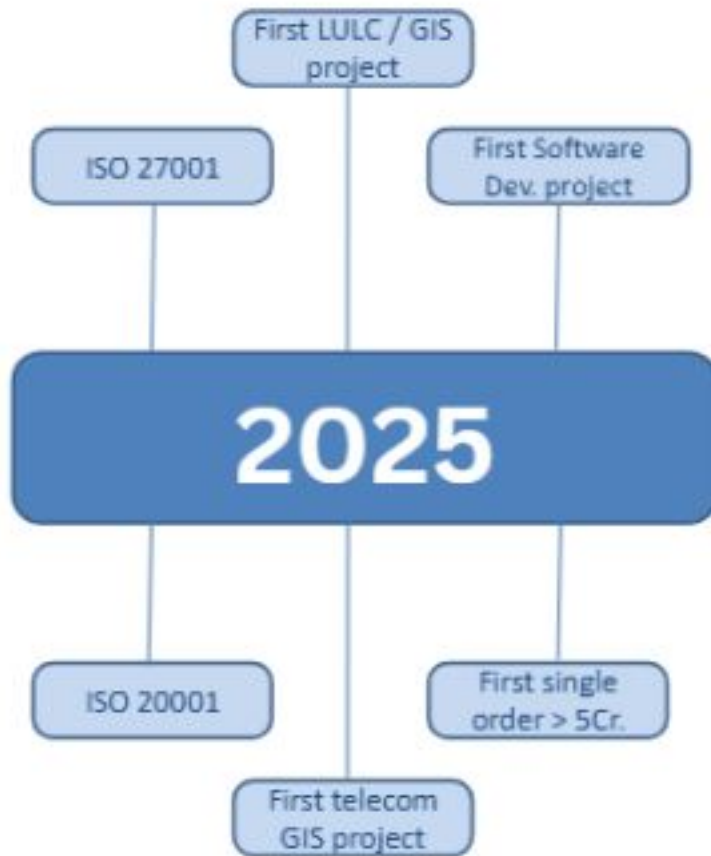 First LULC / GIS
project
ISO 27001
First Software
Dev. project
2025
ISO 20001
First single
order > 5Cr.
First telecom
GIS project